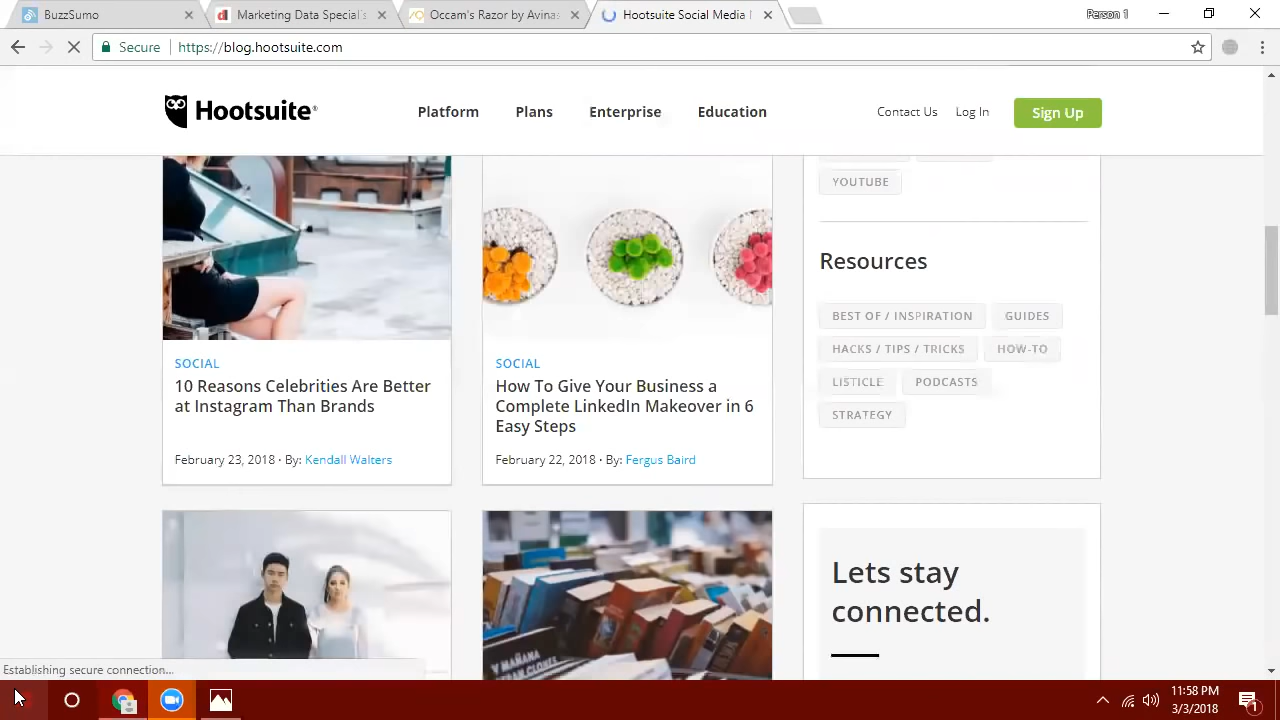 BuzzSumo
Marketing Data Special's
Occam's Razor by Avinas
Hootsuite Social Media
Person 1
Secure
https://blog.hootsuite.com
Hootsuite®
Platform
Plans
Enterprise
Education
Contact Us
Log In
Sign Up
YOUTUBE
Resources
BEST OF / INSPIRATION
GUIDES
HACKS / TIPS / TRICKS
HOW-TO
LISTICLE
PODCASTS
STRATEGY
SOCIAL
10 Reasons Celebrities Are Better
at Instagram Than Brands
February 23, 2018 · By: Kendall Walters
SOCIAL
How To Give Your Business a
Complete LinkedIn Makeover in 6
Easy Steps
February 22, 2018 · By: Fergus Baird
Lets stay
connected.
Y MAÑANA
Establishing secure connection...
11:58 PM
3/3/2018
1